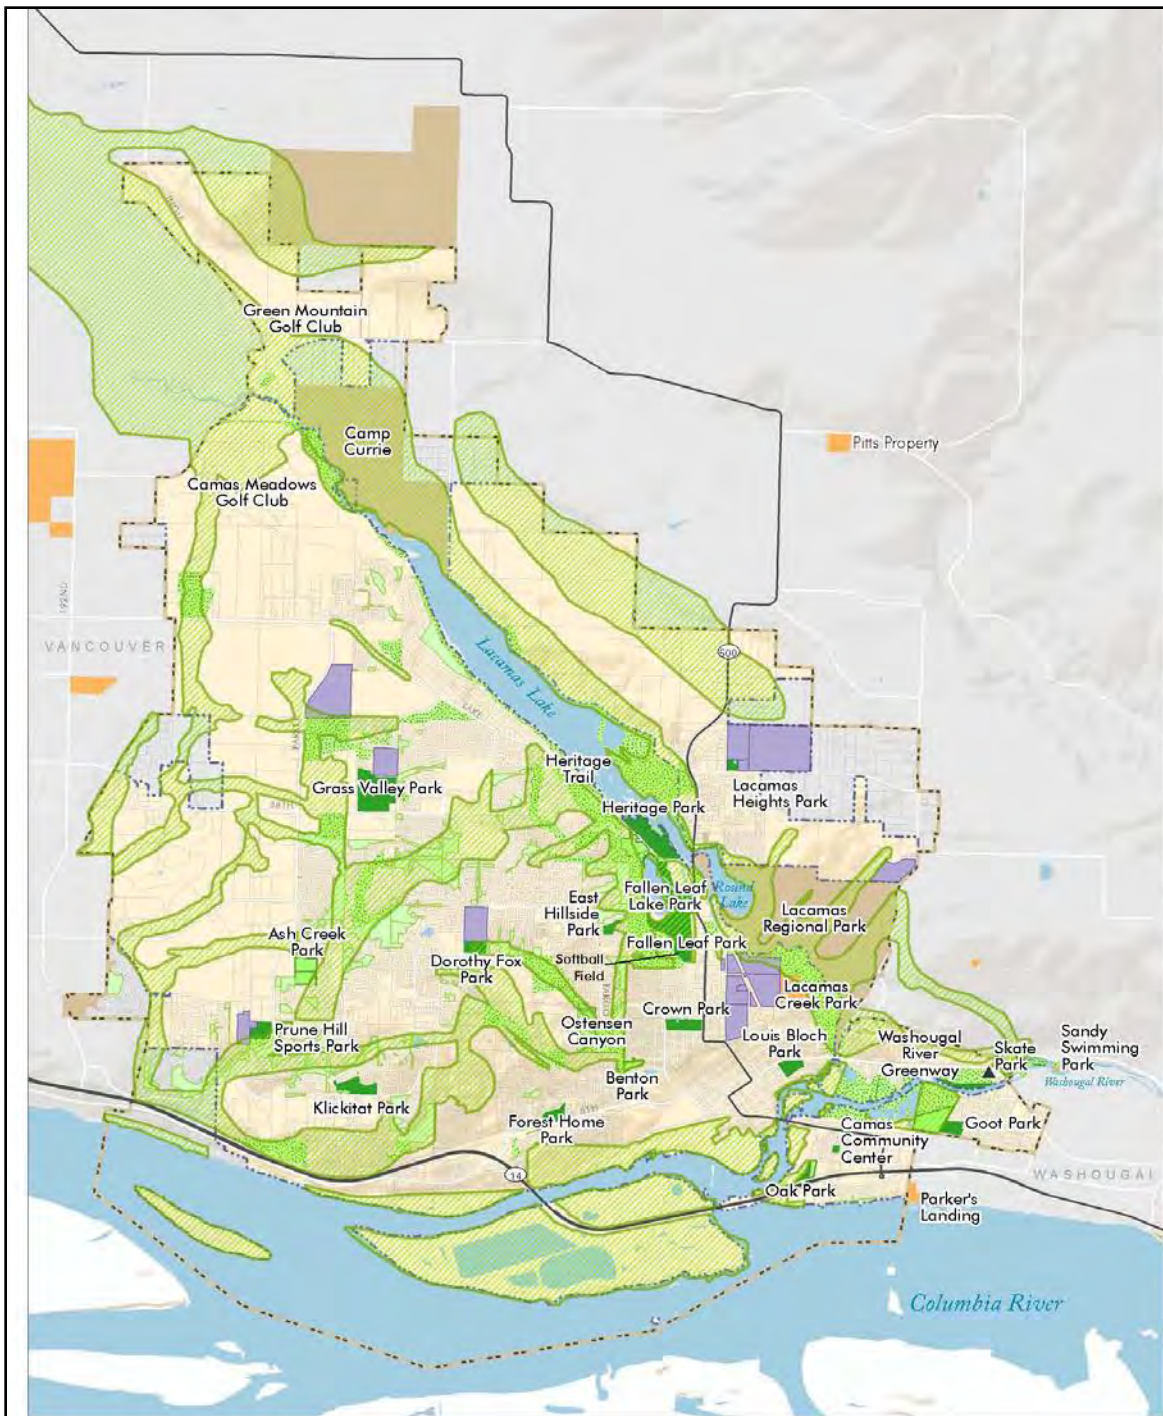 Green Mountain
Golf Club
Camp
Currie
Pitts Property
Camas Meadows
Golf Club
192ND
VANCOUVER
Lacamas Lake
500
LAKE
Heritage
Trail
Grass Valley Park
38TH
Lacamas
Heights Park
Heritage Park
Fallen Leaf
Lake Park
Round
Lake
East
Hillside
Park
Lacamas
Regional Park
Ash Creek
Park
Fallen Leaf Park
Dorothy Fox
Park
Softball
Field
Lacamas
Creek Park
Crown Park
Prune Hill
Sports Park
Ostensen
Canyon
Louis Bloch
Park
Washougal
River
Greenway
Skate
Park
Sandy
Swimming
Park
Washougal River
Benton
Park
Klickitat Park
Forest Home
Park
6TH
Camas
Community
Center
Goot Park
14
Oak Park
WASHOUGAL
Parker's
Landing
Columbia River